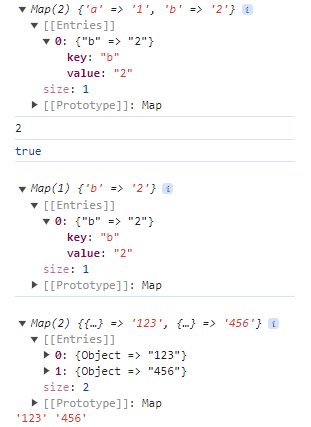 Map(2) {'a' => '1', 'b' => '2'} i
[[Entries]]
0: {"b" => "2"}
key: "b"
value: "2"
size: 1
[[Prototype]]: Map
2
true
Map(1) {'b' => '2'} i
[[Entries]]
0: {"b" => "2"}
key: "b"
value: "2"
size: 1
[[Prototype]]: Map
Map(2) {{…} => '123', {…} => '456'} i
[[Entries]]
0: {Object => "123"}
1: {Object => "456"}
size: 2
[[Prototype]]: Map
'123' '456'